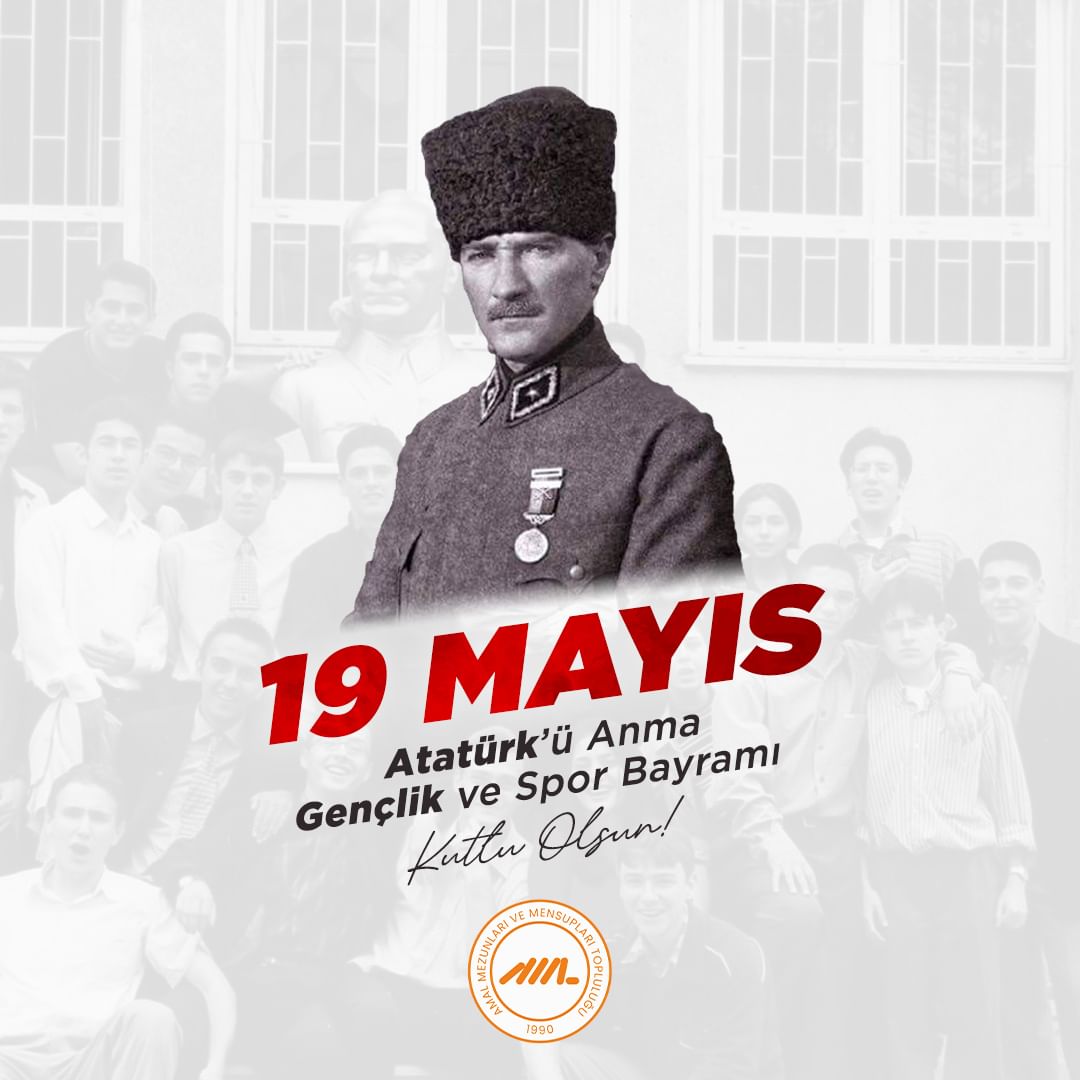 19 MAYIS
Atatürk'ü Anma
Gençlik ve Spor Bayramı
Kutlu Olsun!
AMAL MEZUNLARI VE MENSUPLARI TOPLULUĞU
1990